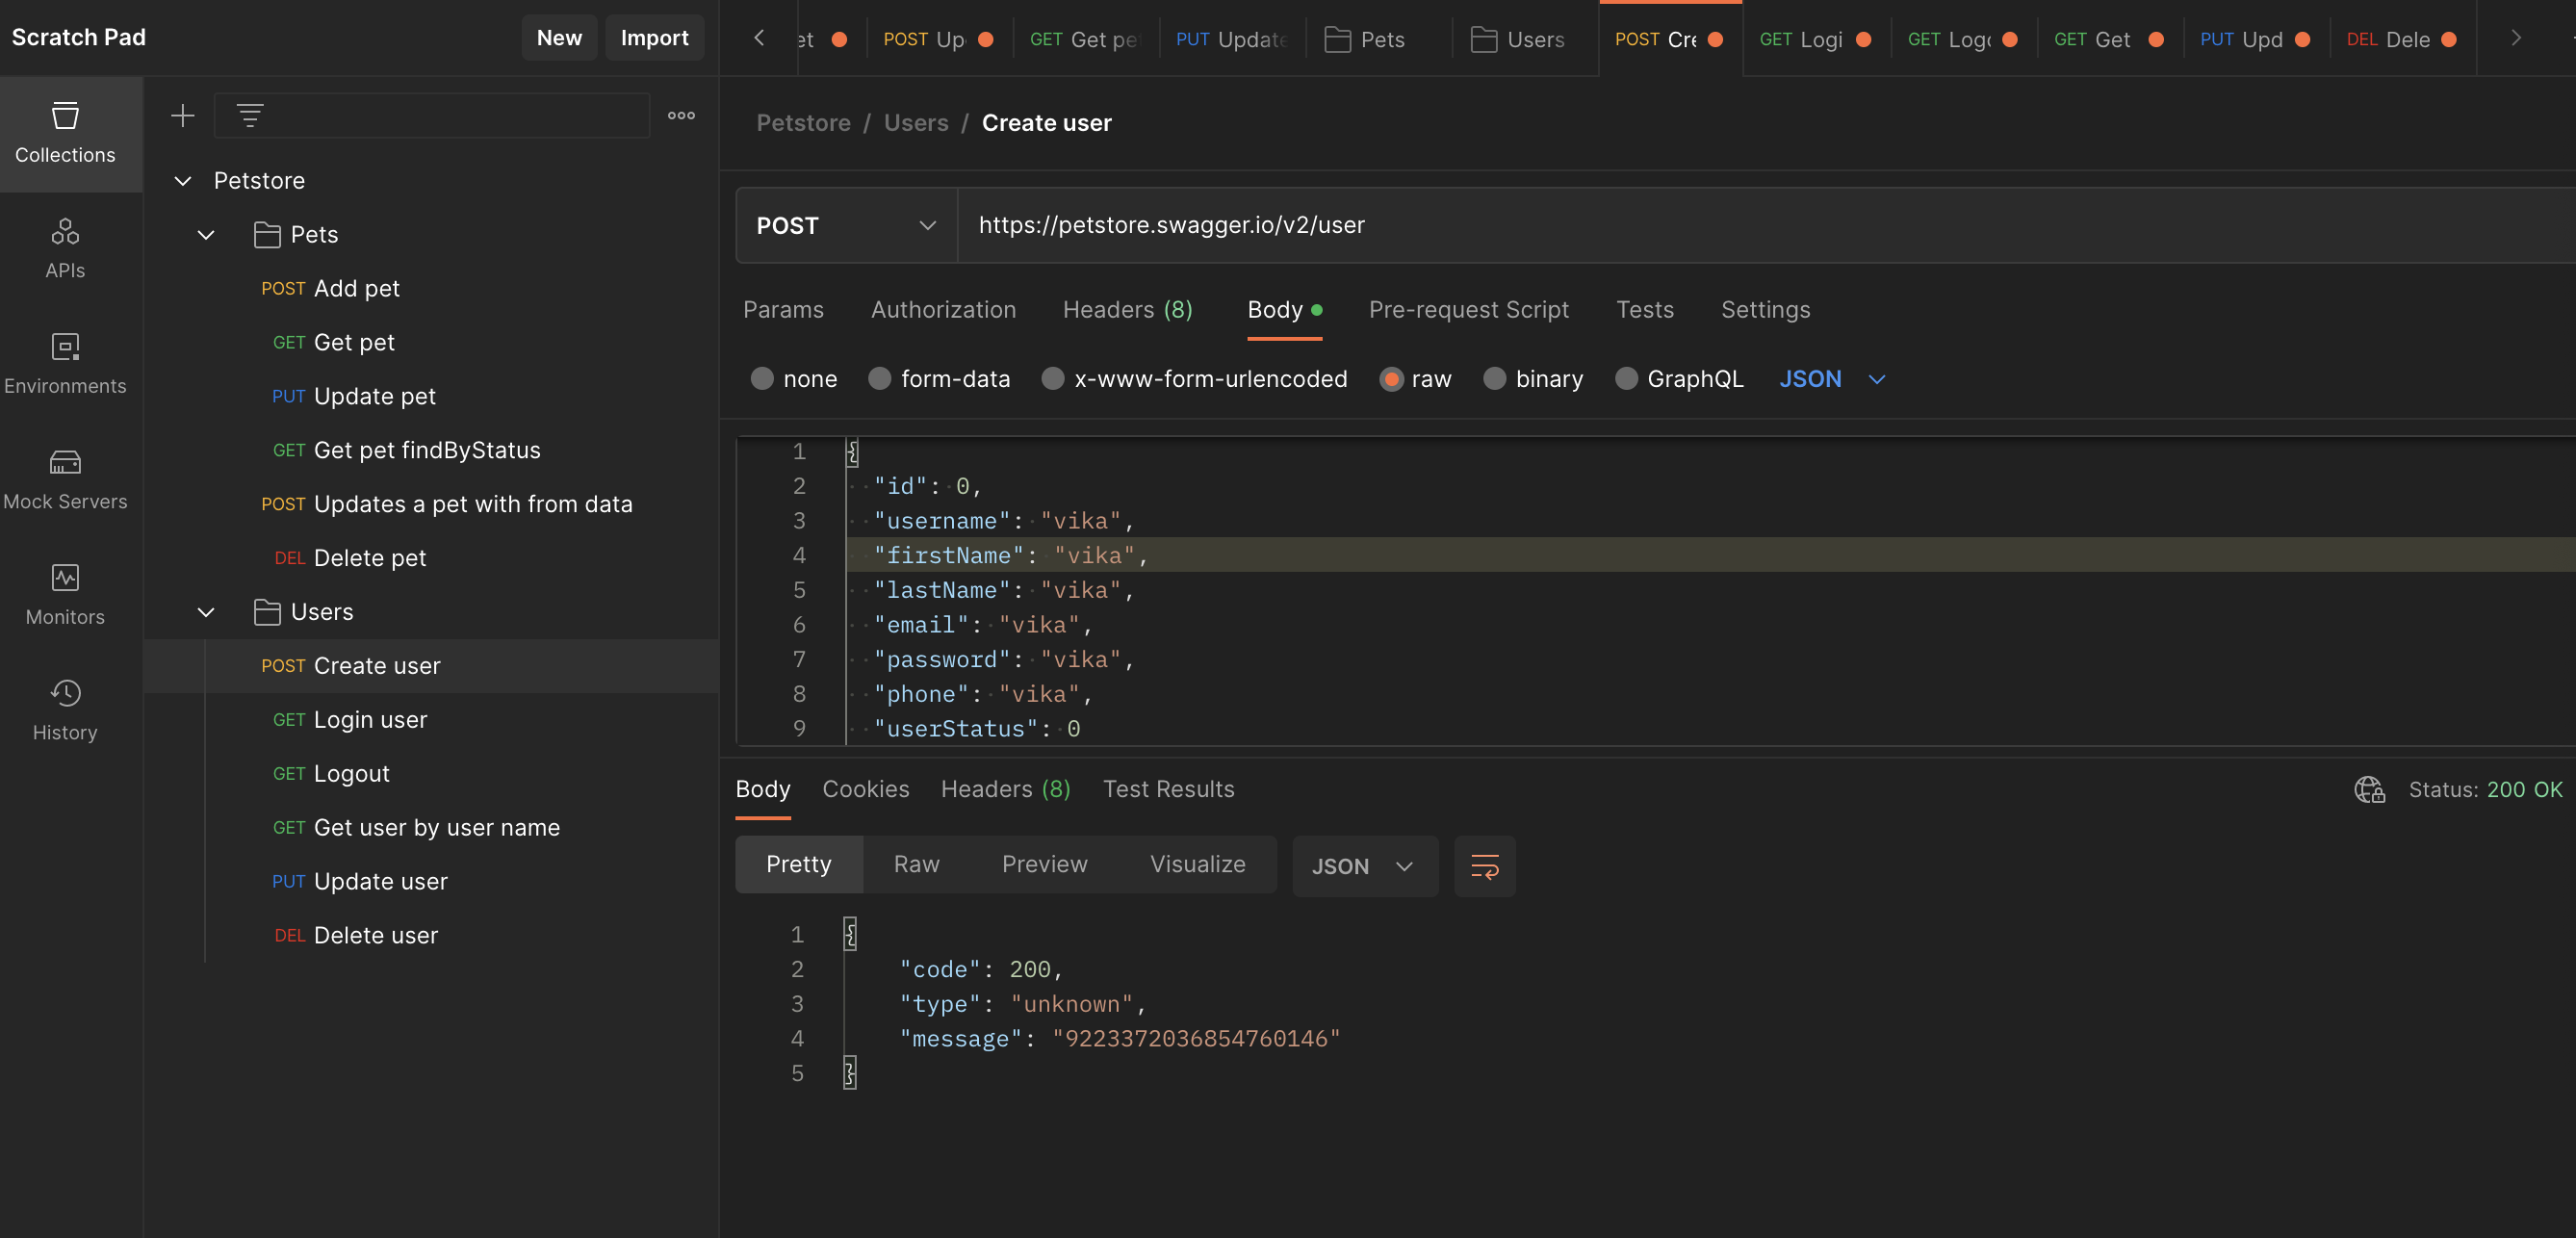 Scratch Pad
New
Import
et
POST Up
GET Get pe
PUT Update
Pets
Users
POST Cre
GET Logi
GET Logo
GET Get
PUT Upd
DEL Dele
Collections
APIs
Environments
Mock Servers
Monitors
History
Petstore
Pets
POST Add pet
GET Get pet
PUT Update pet
GET Get pet findByStatus
POST Updates a pet with from data
DEL Delete pet
Users
POST Create user
GET Login user
GET Logout
GET Get user by user name
PUT Update user
DEL Delete user
Petstore / Users / Create user
POST
https://petstore.swagger.io/v2/user
Params Authorization Headers (8) Body Pre-request Script Tests Settings
none form-data x-www-form-urlencoded raw binary GraphQL JSON
1 {
2 "id": 0,
3 "username": "vika",
4 "firstName": "vika",
5 "lastName": "vika",
6 "email": "vika",
7 "password": "vika",
8 "phone": "vika",
9 "userStatus": 0
Body Cookies Headers (8) Test Results
Status: 200 OK
Pretty Raw Preview Visualize JSON
1 {
2 "code": 200,
3 "type": "unknown",
4 "message": "9223372036854760146"
5 }